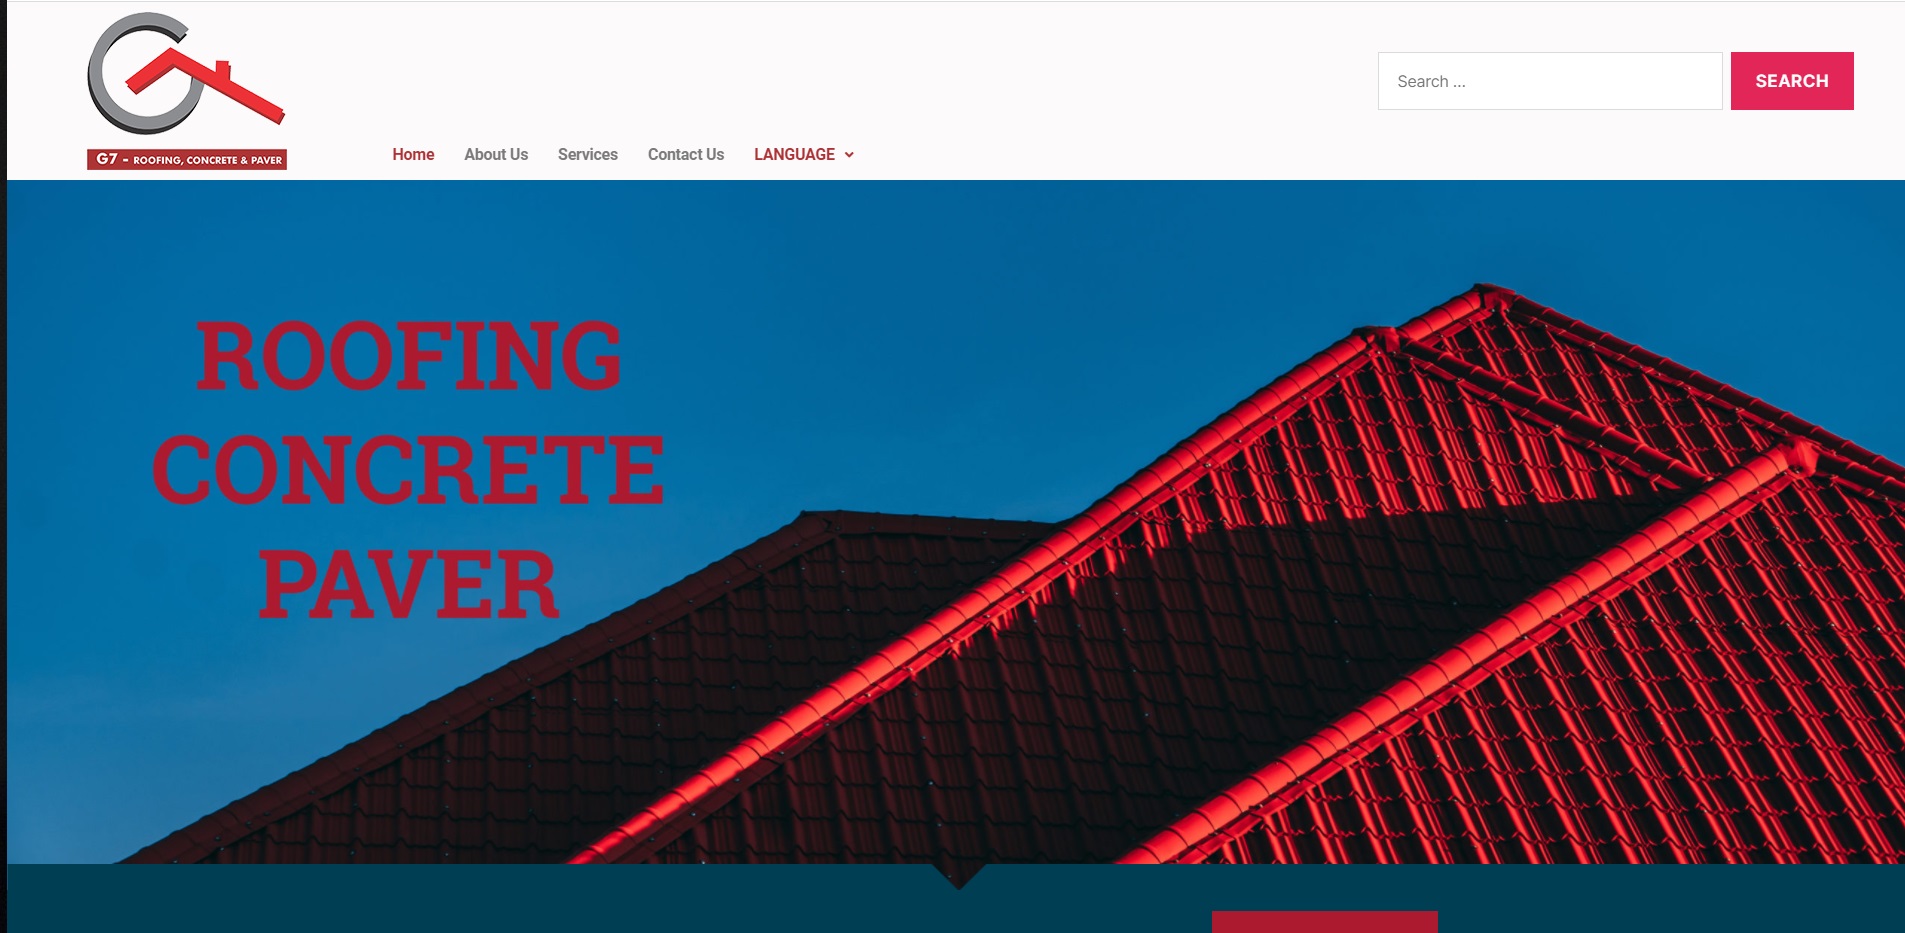 G7 - ROOFING, CONCRETE & PAVER
Home About Us Services Contact Us LANGUAGE
Search ...
SEARCH
ROOFING
CONCRETE
PAVER